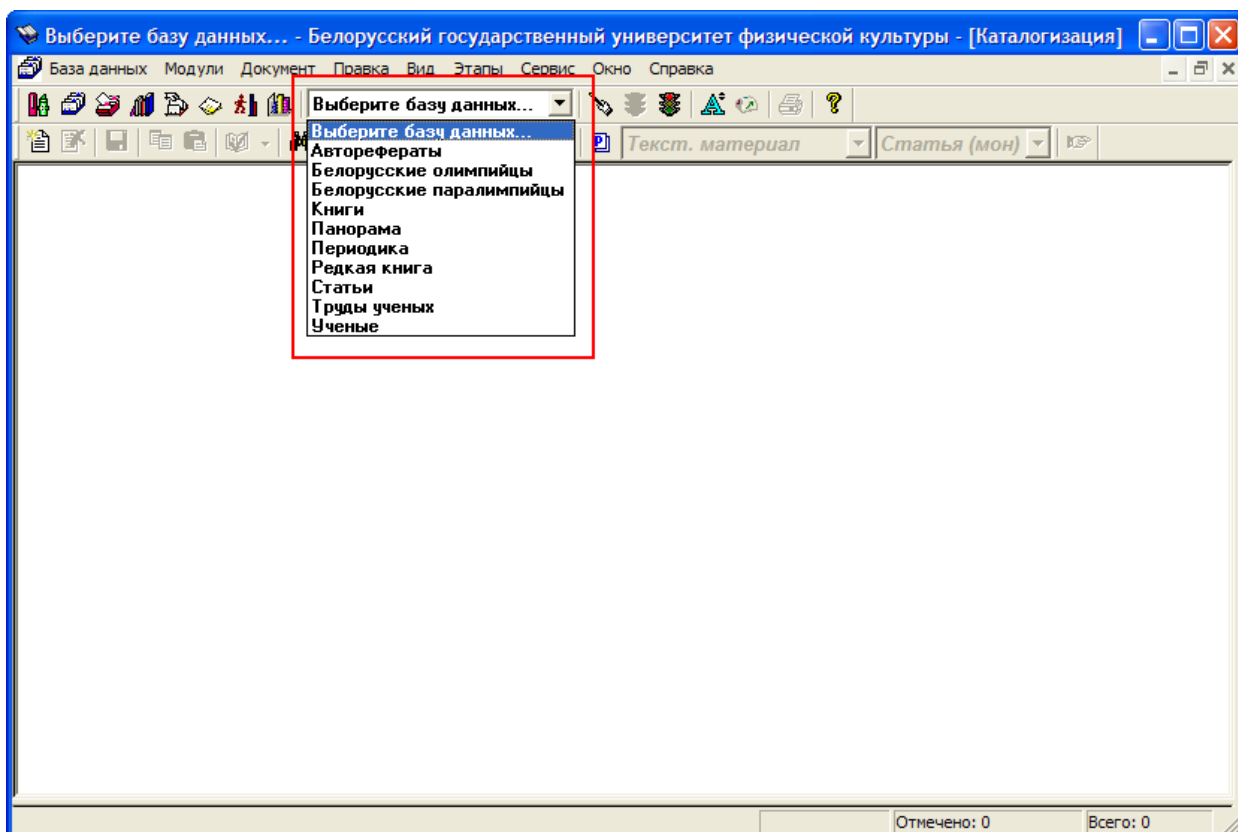 Выберите базу данных... - Белорусский государственный университет физической культуры - [Каталогизация]
База данных Модули Документ Правка Вид Этапы Сервис Окно Справка
Выберите базу данных...
Текст. материал Статья (мон)
Выберите базу данных...
Авторефераты
Белорусские олимпийцы
Белорусские паралимпийцы
Книги
Панорама
Периодика
Редкая книга
Статьи
Труды ученых
Ученые
Отмечено: 0 Всего: 0